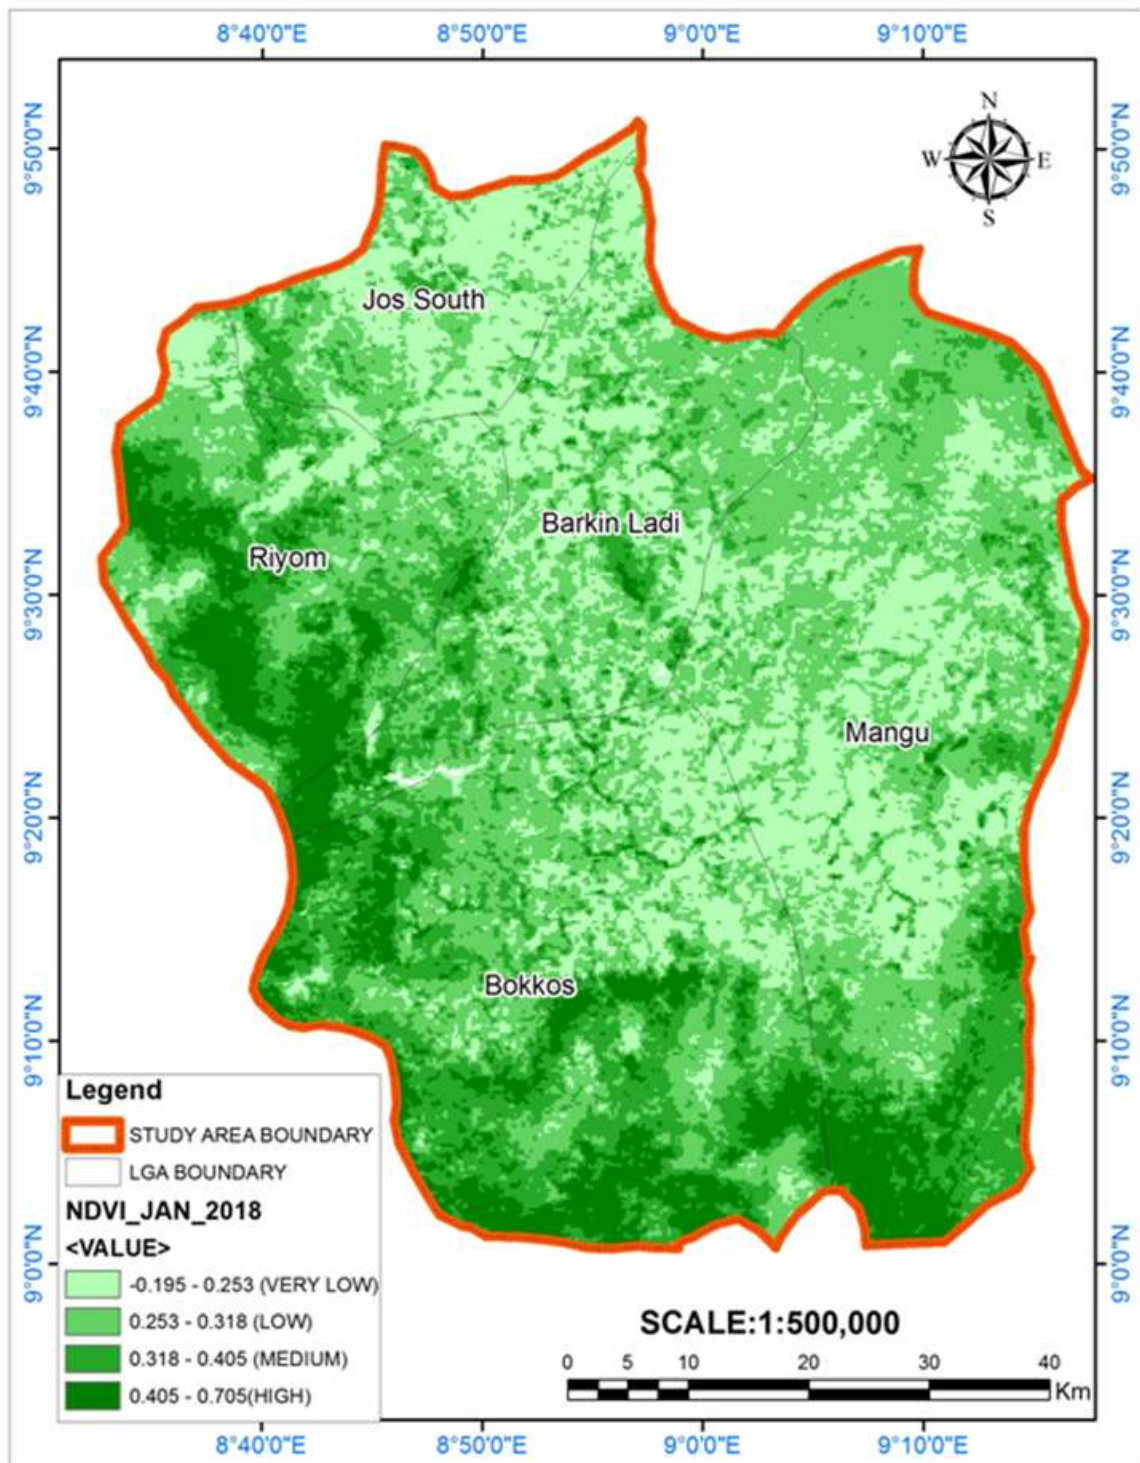 8°40'0"E 8°50'0"E 9°0'0"E 9°10'0"E
N
W E
S
9°50'0"N 9°50'0"N
Jos South
9°40'0"N 9°40'0"N
Barkin Ladi
Riyom
9°30'0"N 9°30'0"N
Mangu
9°20'0"N 9°20'0"N
Bokkos
9°10'0"N 9°10'0"N
Legend
STUDY AREA BOUNDARY
LGA BOUNDARY
NDVI_JAN_2018
<VALUE>
-0.195 - 0.253 (VERY LOW)
0.253 - 0.318 (LOW)
0.318 - 0.405 (MEDIUM)
0.405 - 0.705(HIGH)
9°0'0"N 9°0'0"N
SCALE:1:500,000
0 5 10 20 30 40
Km
8°40'0"E 8°50'0"E 9°0'0"E 9°10'0"E